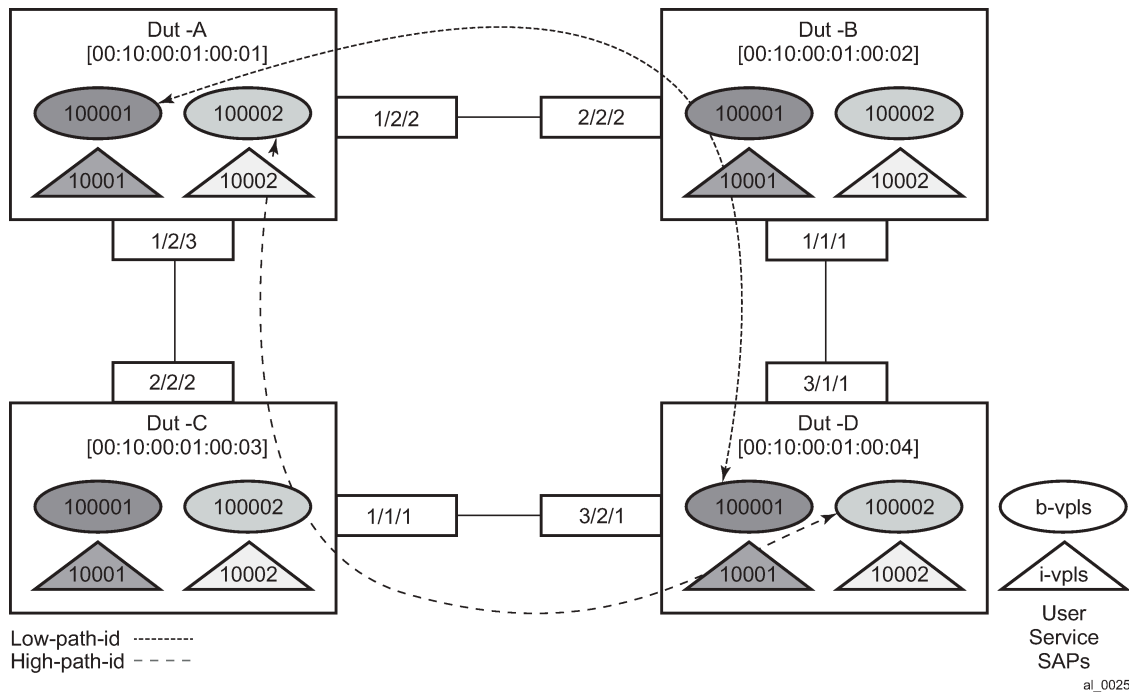 Dut -A
[00:10:00:01:00:01]
100001
100002
10001
10002
1/2/2
2/2/2
Dut -B
[00:10:00:01:00:02]
100001
100002
10001
10002
1/2/3
1/1/1
2/2/2
3/1/1
Dut -C
[00:10:00:01:00:03]
100001
100002
10001
10002
1/1/1
3/2/1
Dut -D
[00:10:00:01:00:04]
100001
100002
10001
10002
b-vpls
i-vpls
User
Service
SAPs
Low-path-id
High-path-id
al_0025